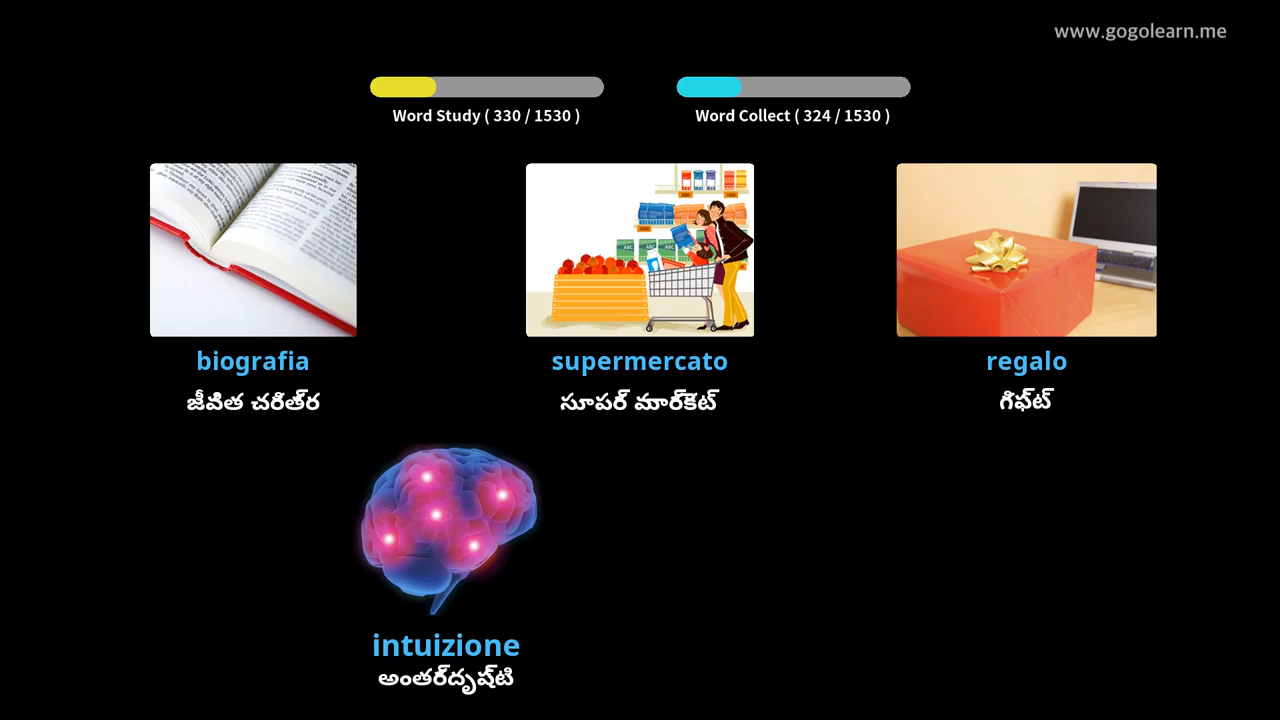 www.gogolearn.me
Word Study ( 330 / 1530 )
Word Collect ( 324 / 1530 )
biografia
supermercato
regalo
జీవిత చరిత్ర
సూపర్ మార్కెట్
గిఫ్ట్
intuizione
అంతర్దృష్టి